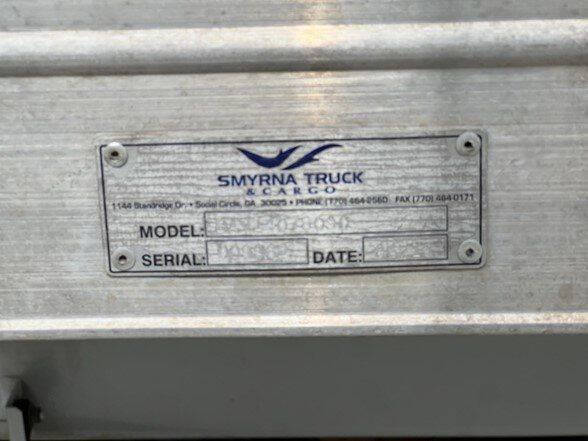 SMYRNA TRUCK
& CARGO
1144 Standridge Dr. • Social Circle, GA 30025 • PHONE (770) 464-2560 FAX (770) 464-0171
MODEL:
SERIAL: DATE: